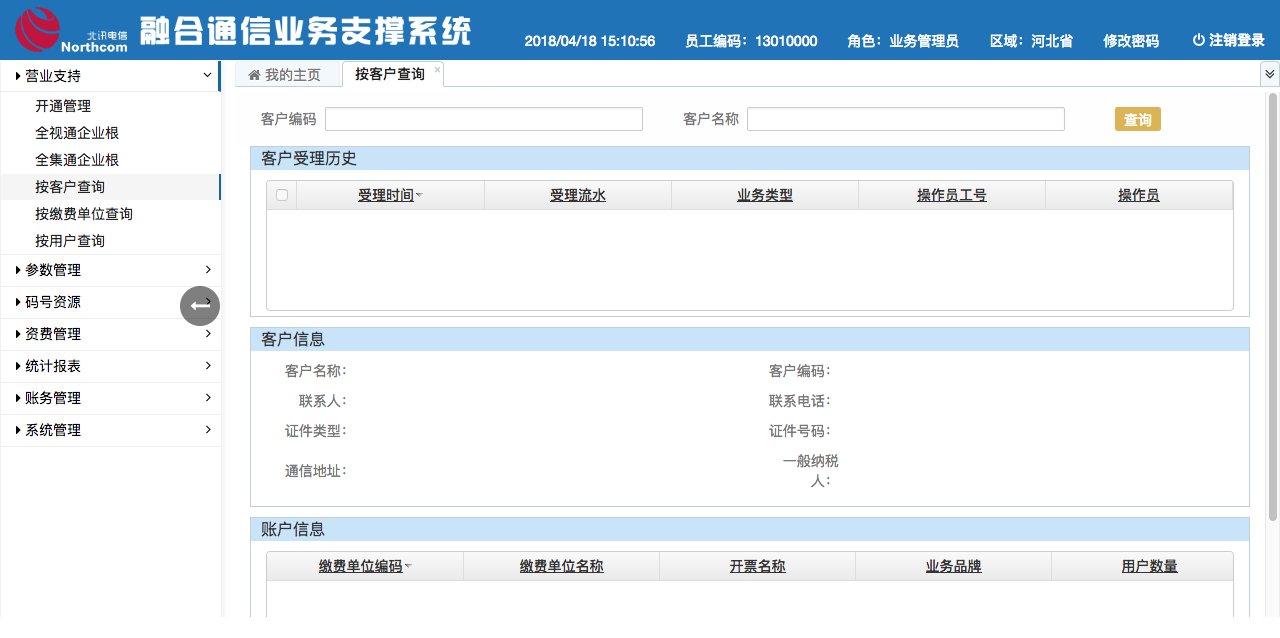 北讯电信
Northcom
融合通信业务支撑系统
2018/04/18 15:10:56 员工编码：13010000 角色：业务管理员 区域：河北省 修改密码 注销登录
营业支持
开通管理
全视通企业根
全集通企业根
按客户查询
按缴费单位查询
按用户查询
参数管理
码号资源
资费管理
统计报表
账务管理
系统管理
我的主页 按客户查询 ×
客户编码 客户名称 查询
客户受理历史
受理时间 受理流水 业务类型 操作员工号 操作员
客户信息
客户名称： 客户编码：
联系人： 联系电话：
证件类型： 证件号码：
通信地址： 一般纳税
人：
账户信息
缴费单位编码 缴费单位名称 开票名称 业务品牌 用户数量